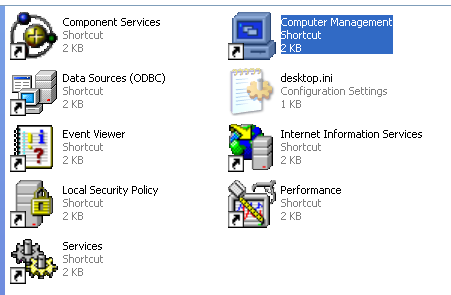 Component Services
Shortcut
2 KB
Computer Management
Shortcut
2 KB
Data Sources (ODBC)
Shortcut
2 KB
desktop.ini
Configuration Settings
1 KB
Event Viewer
Shortcut
2 KB
Internet Information Services
Shortcut
2 KB
Local Security Policy
Shortcut
2 KB
Performance
Shortcut
2 KB
Services
Shortcut
2 KB